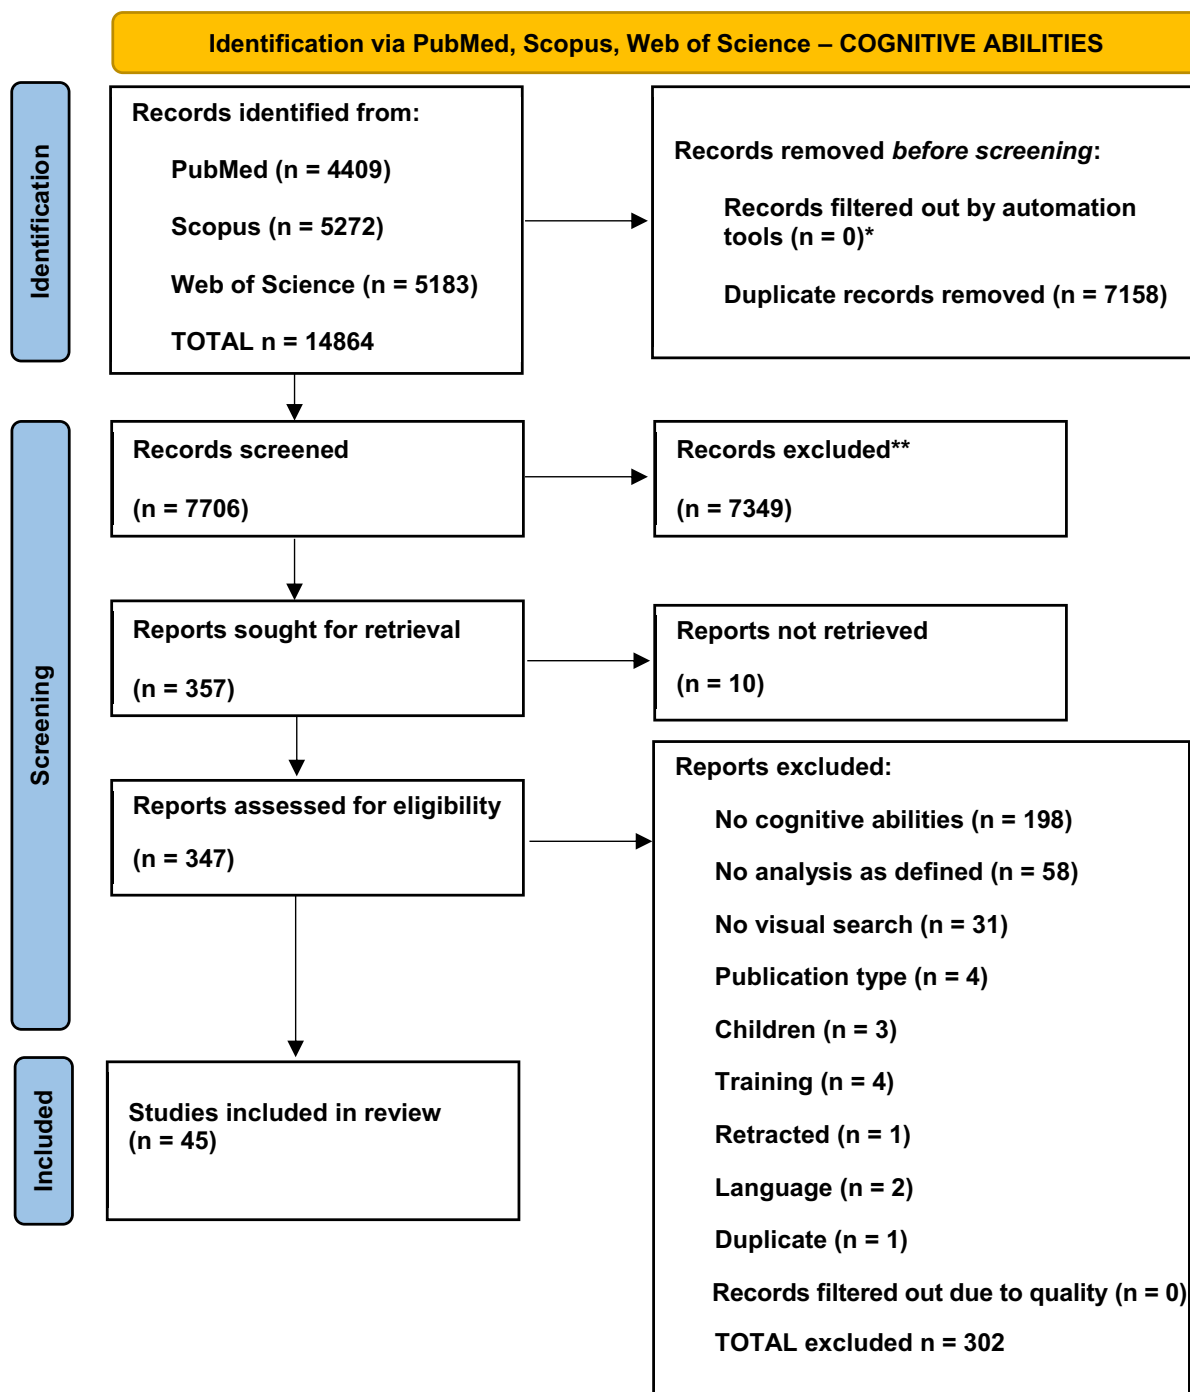 Identification via PubMed, Scopus, Web of Science – COGNITIVE ABILITIES
Identification
Records identified from:
PubMed (n = 4409)
Scopus (n = 5272)
Web of Science (n = 5183)
TOTAL n = 14864
Records removed before screening:
Records filtered out by automation
tools (n = 0)*
Duplicate records removed (n = 7158)
Screening
Records screened
(n = 7706)
Records excluded**
(n = 7349)
Reports sought for retrieval
(n = 357)
Reports not retrieved
(n = 10)
Reports assessed for eligibility
(n = 347)
Reports excluded:
No cognitive abilities (n = 198)
No analysis as defined (n = 58)
No visual search (n = 31)
Publication type (n = 4)
Children (n = 3)
Training (n = 4)
Retracted (n = 1)
Language (n = 2)
Duplicate (n = 1)
Records filtered out due to quality (n = 0)
TOTAL excluded n = 302
Included
Studies included in review
(n = 45)